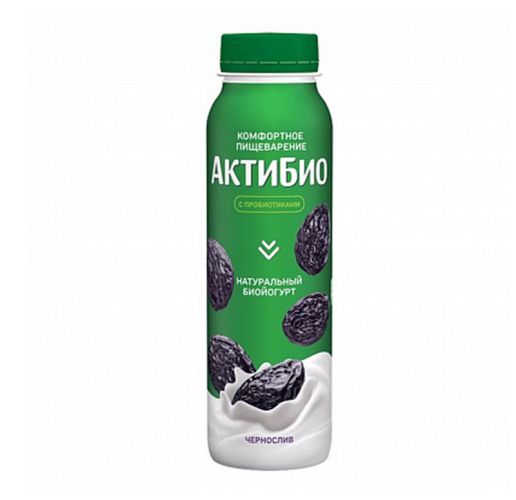 КОМФОРТНОЕ
ПИЩЕВАРЕНИЕ
АКТИБИО
С ПРОБИОТИКАМИ
НАТУРАЛЬНЫЙ
БИОЙОГУРТ
ЧЕРНОСЛИВ